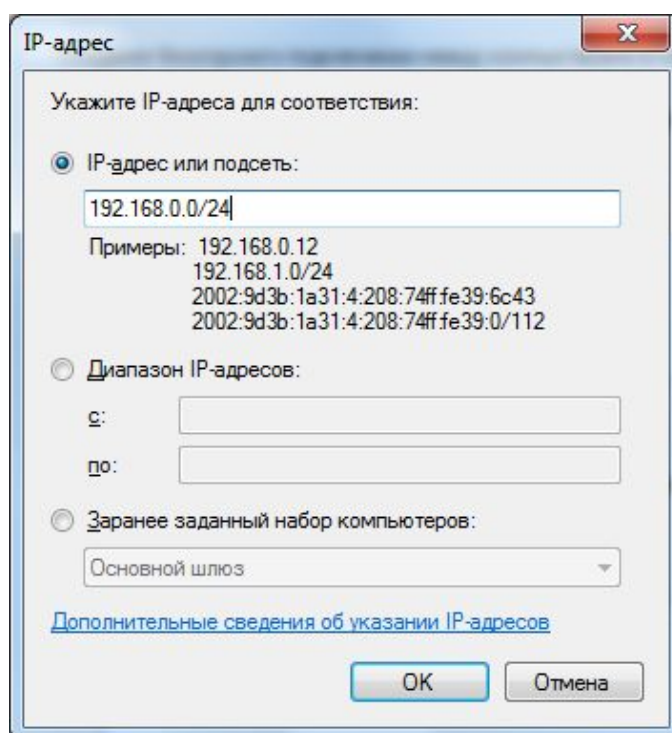 IP-адрес
X
Укажите IP-адреса для соответствия:
IP-адрес или подсеть:
192.168.0.0/24
Примеры: 192.168.0.12
192.168.1.0/24
2002:9d3b:1a31:4:208:74ff:fe39:6c43
2002:9d3b:1a31:4:208:74ff:fe39:0/112
Диапазон IP-адресов:
с:
по:
Заранее заданный набор компьютеров:
Основной шлюз
Дополнительные сведения об указании IP-адресов
OK Отмена